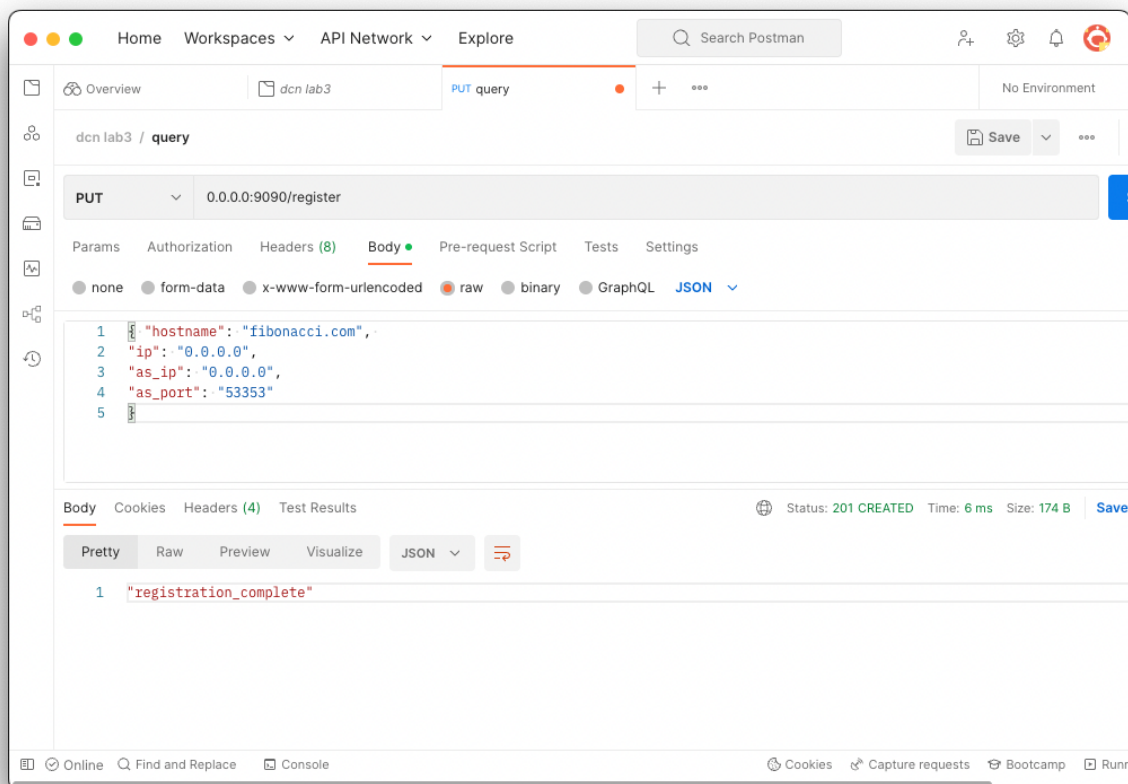 Home Workspaces API Network Explore Search Postman
Overview dcn lab3 PUT query No Environment
dcn lab3 / query Save
PUT 0.0.0.0:9090/register
Params Authorization Headers (8) Body Pre-request Script Tests Settings
none form-data x-www-form-urlencoded raw binary GraphQL JSON
1 { "hostname": "fibonacci.com",
2 "ip": "0.0.0.0",
3 "as_ip": "0.0.0.0",
4 "as_port": "53353"
5 }
Body Cookies Headers (4) Test Results Status: 201 CREATED Time: 6 ms Size: 174 B Save
Pretty Raw Preview Visualize JSON
1 "registration_complete"
Online Find and Replace Console Cookies Capture requests Bootcamp